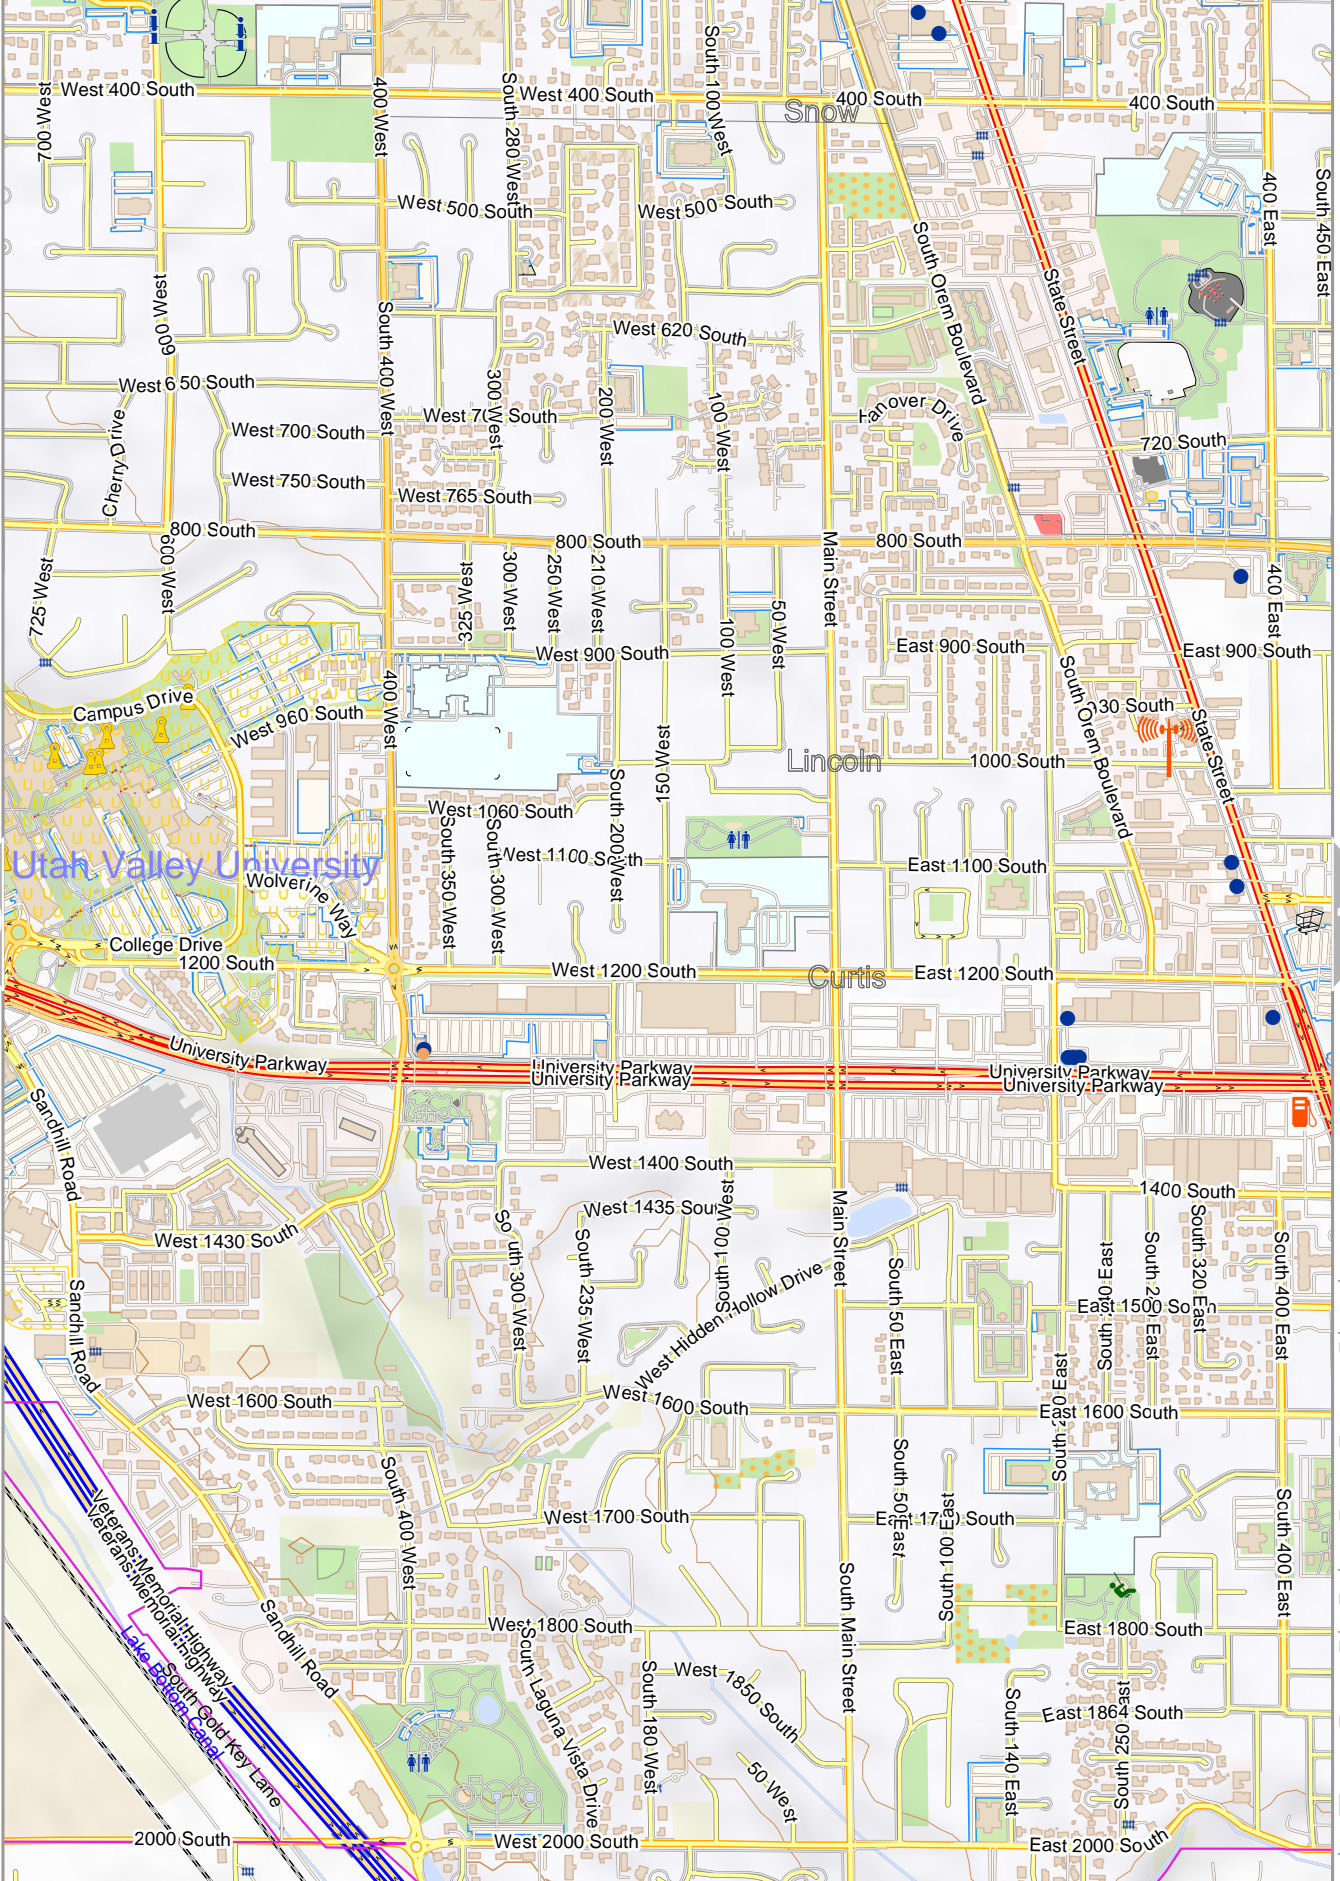 West 400 South
West 400 South
400 South
400 South
Snow
700 West
400 West
South 280 West
South 100 West
400 East
South 450 East
West 500 South
West 500 South
South Orem Boulevard
State Street
600 West
South 400 West
West 620 South
West 650 South
Cherry Drive
300 West
200 West
100 West
Hanover Drive
West 700 South
720 South
West 750 South
West 765 South
800 South
800 South
800 South
725 West
600 West
325 West
300 West
250 West
210 West
100 West
50 West
Main Street
400 East
West 900 South
East 900 South
East 900 South
Campus Drive
West 960 South
400 West
150 West
South Orem Boulevard
State Street
Lincoln
1000 South
West 1060 South
South 350 West
South 300 West
South 200 West
West 1100 South
East 1100 South
Utah Valley University
Wolverine Way
College Drive
1200 South
West 1200 South
East 1200 South
Curtis
University Parkway
University Parkway
University Parkway
University Parkway
University Parkway
Sandhill Road
West 1400 South
1400 South
West 1435 South
West 1430 South
South 300 West
South 235 West
South 100 West
Main Street
South 50 East
South 320 East
South 400 East
West Hidden Hollow Drive
East 1500 South
Sandhill Road
West 1600 South
West 1600 South
East 1600 South
South 400 West
South 50 East
South 100 East
South 400 East
West 1700 South
Veterans Memorial Highway
Veterans Memorial Highway
Lake Bottom Canal
South Gold Key Lane
Sandhill Road
West 1800 South
East 1800 South
South Laguna Vista Drive
South 180 West
West 1850 South
50 West
South Main Street
South 140 East
East 1864 South
South 250 East
2000 South
West 2000 South
East 2000 South